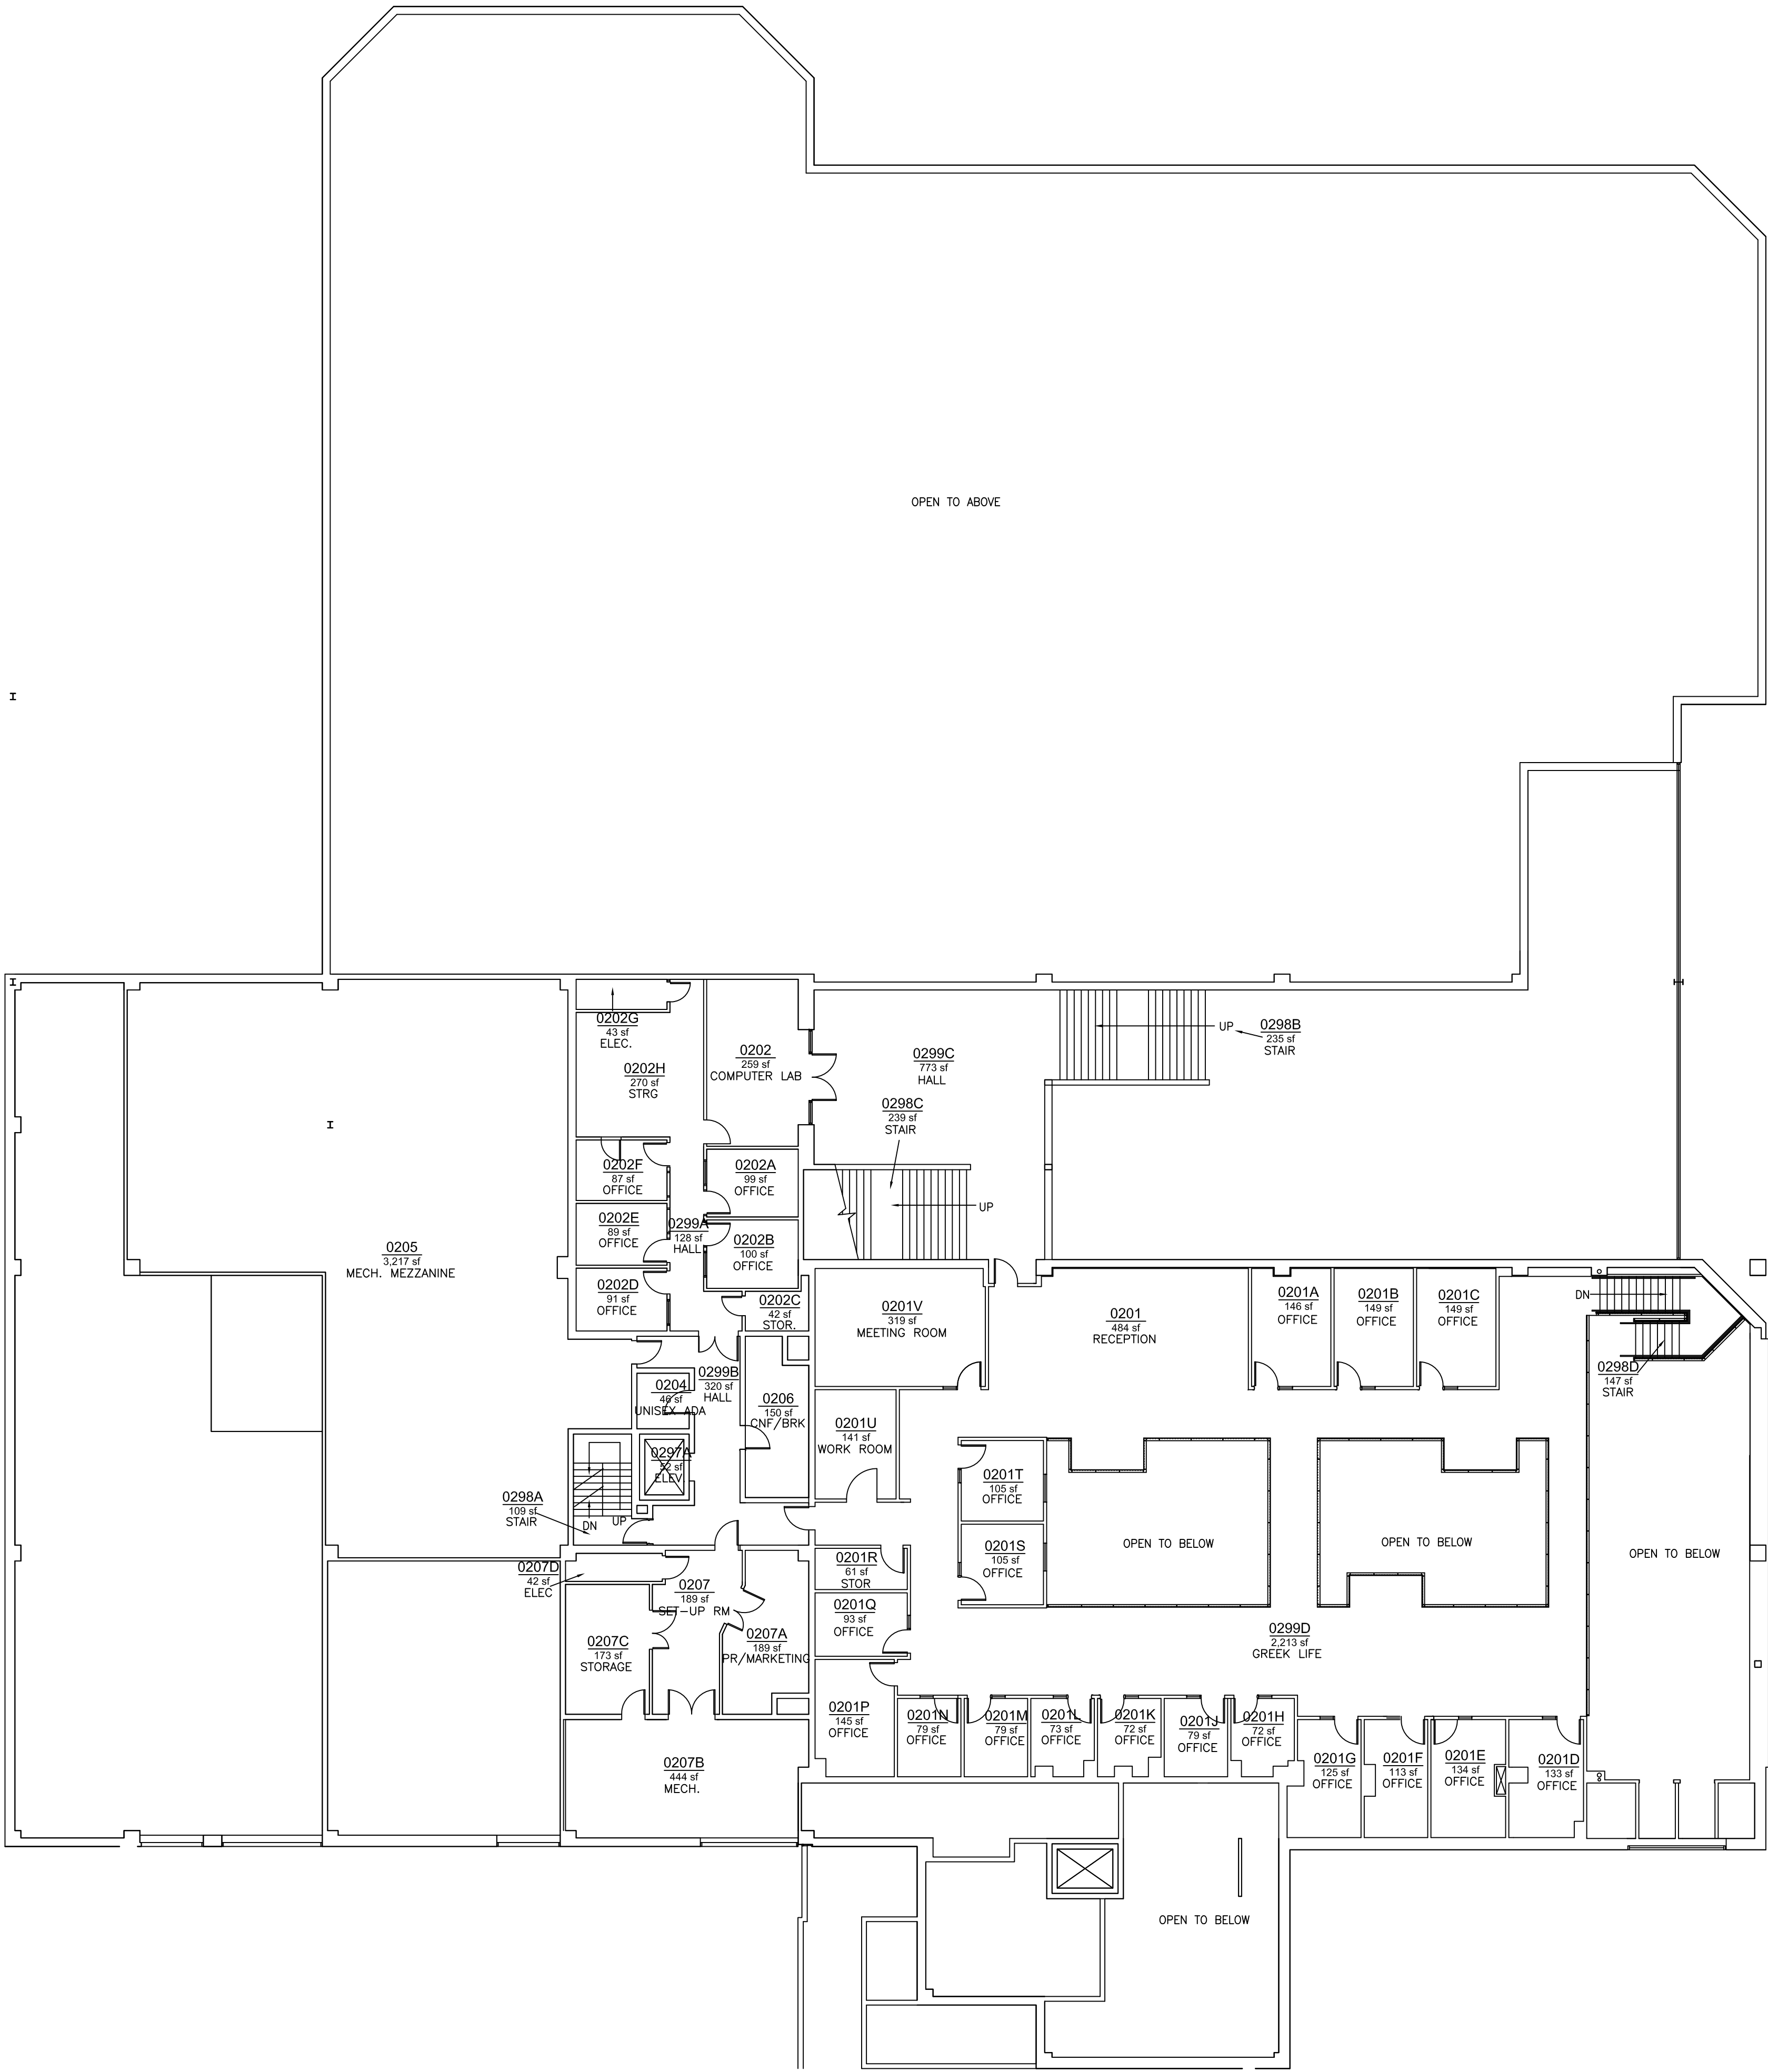 OPEN TO ABOVE
0202G
43 sf
ELEC.
0202H
270 sf
STRG
0202
259 sf
COMPUTER LAB
0299C
773 sf
HALL
UP
0298B
235 sf
STAIR
0298C
239 sf
STAIR
UP
0202F
87 sf
OFFICE
0202A
99 sf
OFFICE
0202E
89 sf
OFFICE
0299A
128 sf
HALL
0202B
100 sf
OFFICE
0205
3,217 sf
MECH. MEZZANINE
0202D
91 sf
OFFICE
0202C
42 sf
STOR.
0201V
319 sf
MEETING ROOM
0201
484 sf
RECEPTION
0201A
146 sf
OFFICE
0201B
149 sf
OFFICE
0201C
149 sf
OFFICE
DN
0298D
147 sf
STAIR
0204
46 sf
UNISEX ADA
0299B
320 sf
HALL
0206
150 sf
CNF/BRK
0201U
141 sf
WORK ROOM
0297A
52 sf
ELEV
0201T
105 sf
OFFICE
0298A
109 sf
STAIR
DN
UP
0201S
105 sf
OFFICE
OPEN TO BELOW
OPEN TO BELOW
OPEN TO BELOW
0207D
42 sf
ELEC
0207
189 sf
SET-UP RM
0201R
61 sf
STOR
0201Q
93 sf
OFFICE
0207C
173 sf
STORAGE
0207A
189 sf
PR/MARKETING
0299D
2,213 sf
GREEK LIFE
0201P
145 sf
OFFICE
0201N
79 sf
OFFICE
0201M
79 sf
OFFICE
0201L
73 sf
OFFICE
0201K
72 sf
OFFICE
0201J
79 sf
OFFICE
0201H
72 sf
OFFICE
0201G
125 sf
OFFICE
0201F
113 sf
OFFICE
0201E
134 sf
OFFICE
0201D
133 sf
OFFICE
0207B
444 sf
MECH.
OPEN TO BELOW